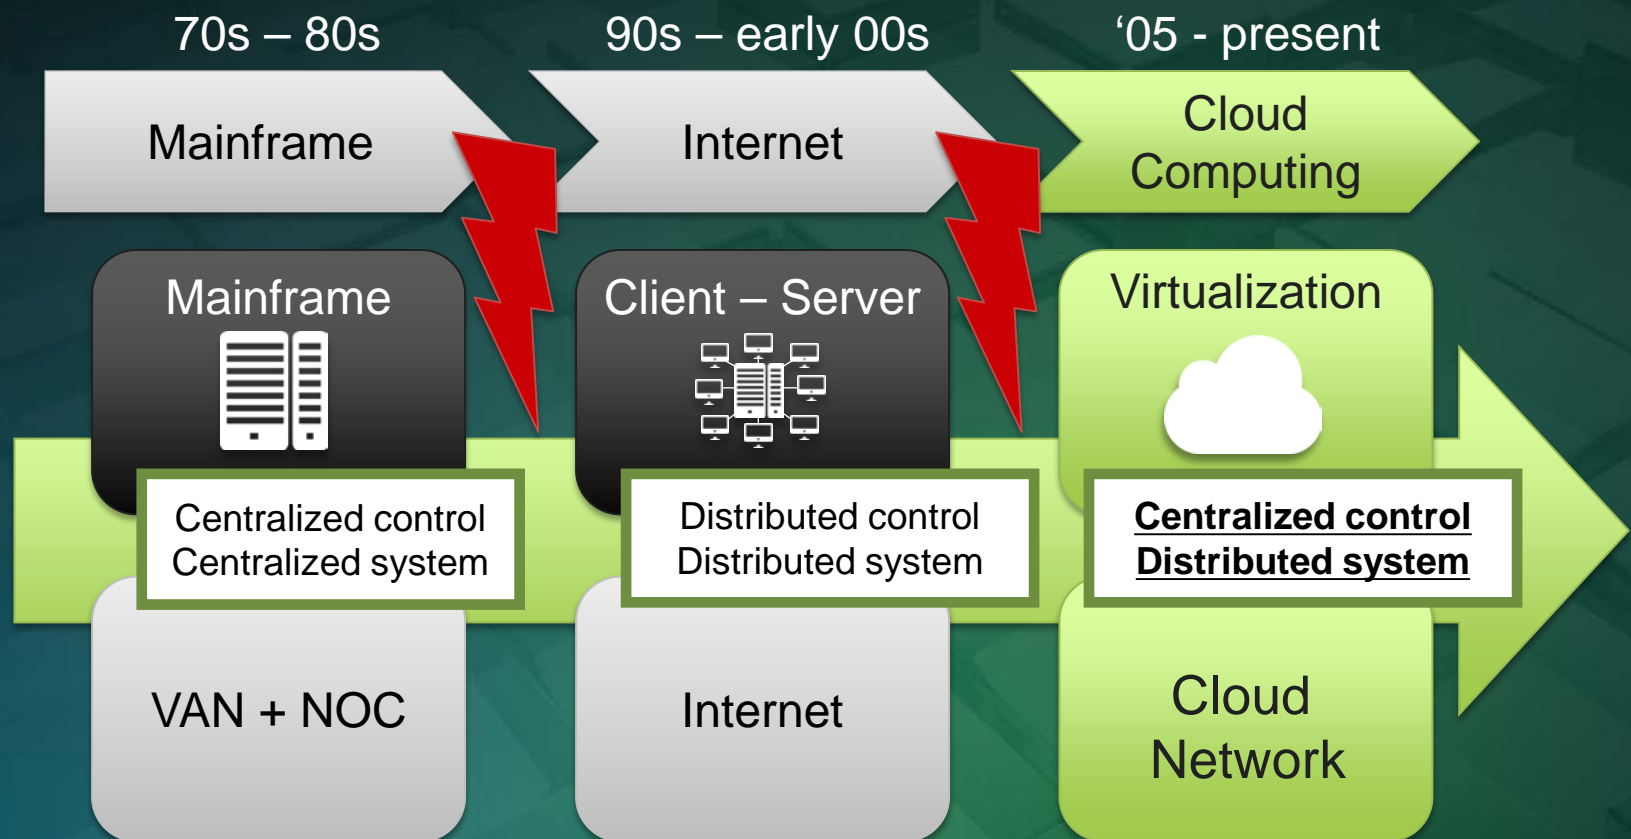 70s – 80s
90s – early 00s
‘05 - present
Mainframe
Internet
Cloud
Computing
Mainframe
Client – Server
Virtualization
Centralized control
Centralized system
Distributed control
Distributed system
Centralized control
Distributed system
VAN + NOC
Internet
Cloud
Network